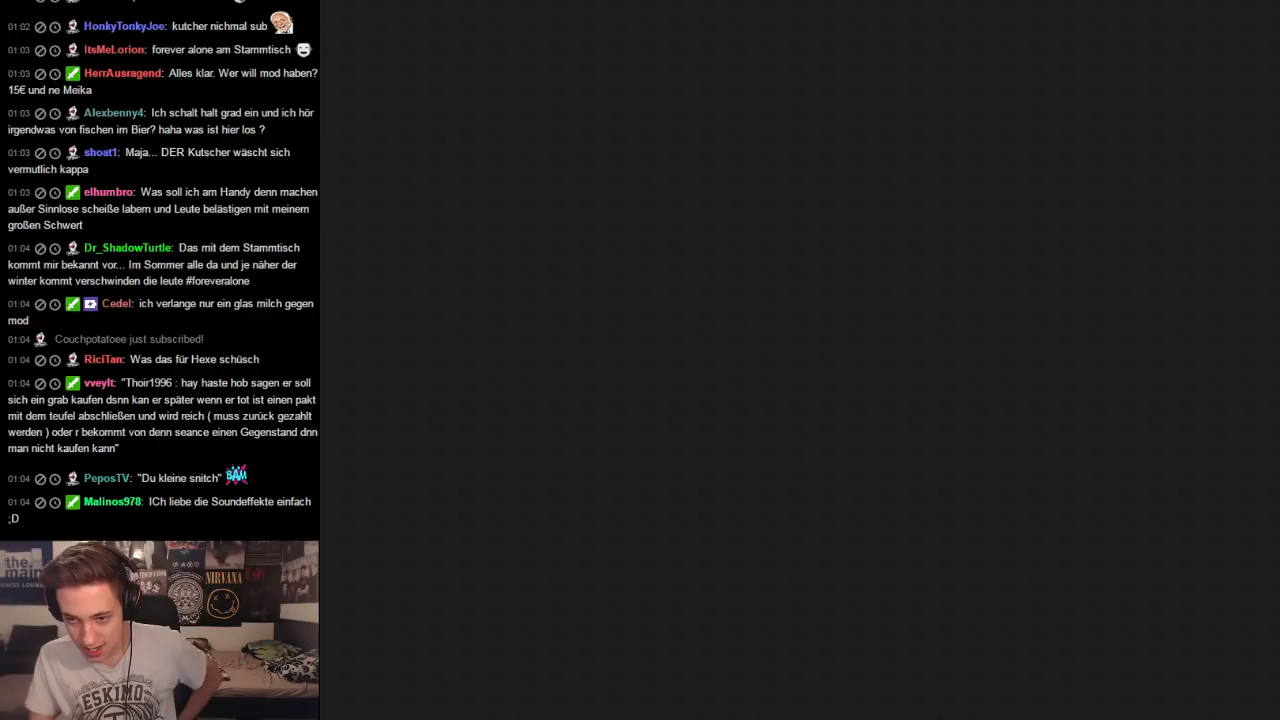 01:02 HonkyTonkyJoe: kutcher nichmal sub
01:03 ItsMeLorion: forever alone am Stammtisch
01:03 HerrAusragend: Alles klar. Wer will mod haben?
15€ und ne Meika
01:03 Alexbenny4: Ich schalt halt grad ein und ich hör
irgendwas von fischen im Bier? haha was ist hier los ?
01:03 shoat1: Maja... DER Kutscher wäscht sich
vermutlich kappa
01:03 elhumbro: Was soll ich am Handy denn machen
außer Sinnlose scheiße labern und Leute belästigen mit meinem
großen Schwert
01:04 Dr_ShadowTurtle: Das mit dem Stammtisch
kommt mir bekannt vor... Im Sommer alle da und je näher der
winter kommt verschwinden die leute #foreveralone
01:04 Cedel: ich verlange nur ein glas milch gegen
mod
01:04 Couchpotatoee just subscribed!
01:04 RiciTan: Was das für Hexe schüsch
01:04 vveylt: "Thoir1996 : hay haste hob sagen er soll
sich ein grab kaufen dsnn kan er später wenn er tot ist einen pakt
mit dem teufel abschließen und wird reich ( muss zurück gezahlt
werden ) oder r bekommt von denn seance einen Gegenstand dnn
man nicht kaufen kann"
01:04 PeposTV: "Du kleine snitch" BAM
01:04 Malinos978: ICh liebe die Soundeffekte einfach
;D
the.
main
NIRVANA
ESKIMO